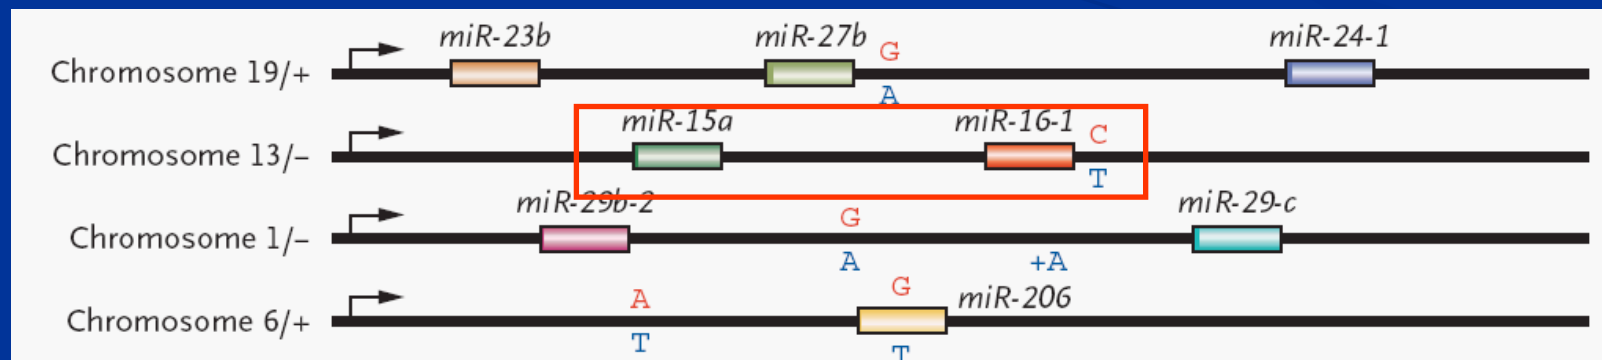 miR-23b miR-27b G miR-24-1
Chromosome 19/+
A
miR-15a miR-16-1 C
Chromosome 13/–
T
miR-29b-2 G miR-29-c
Chromosome 1/–
A +A
A G miR-206
Chromosome 6/+
T T